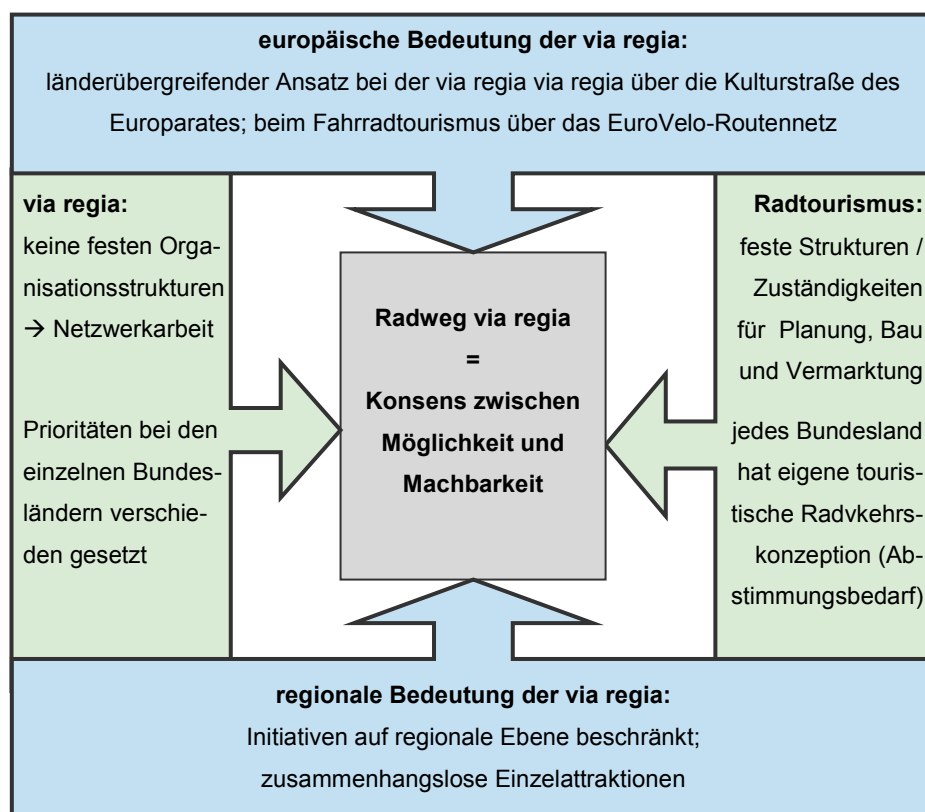 europäische Bedeutung der via regia:
länderübergreifender Ansatz bei der via regia via regia über die Kulturstraße des
Europarates; beim Fahrradtourismus über das EuroVelo-Routennetz
via regia:
keine festen Orga-
nisationsstrukturen
→ Netzwerkarbeit
Prioritäten bei den
einzelnen Bundes-
ländern verschie-
den gesetzt
Radweg via regia
=
Konsens zwischen
Möglichkeit und
Machbarkeit
Radtourismus:
feste Strukturen /
Zuständigkeiten
für Planung, Bau
und Vermarktung
jedes Bundesland
hat eigene touris-
tische Radvkehrs-
konzeption (Ab-
stimmungsbedarf)
regionale Bedeutung der via regia:
Initiativen auf regionale Ebene beschränkt;
zusammenhangslose Einzelattraktionen